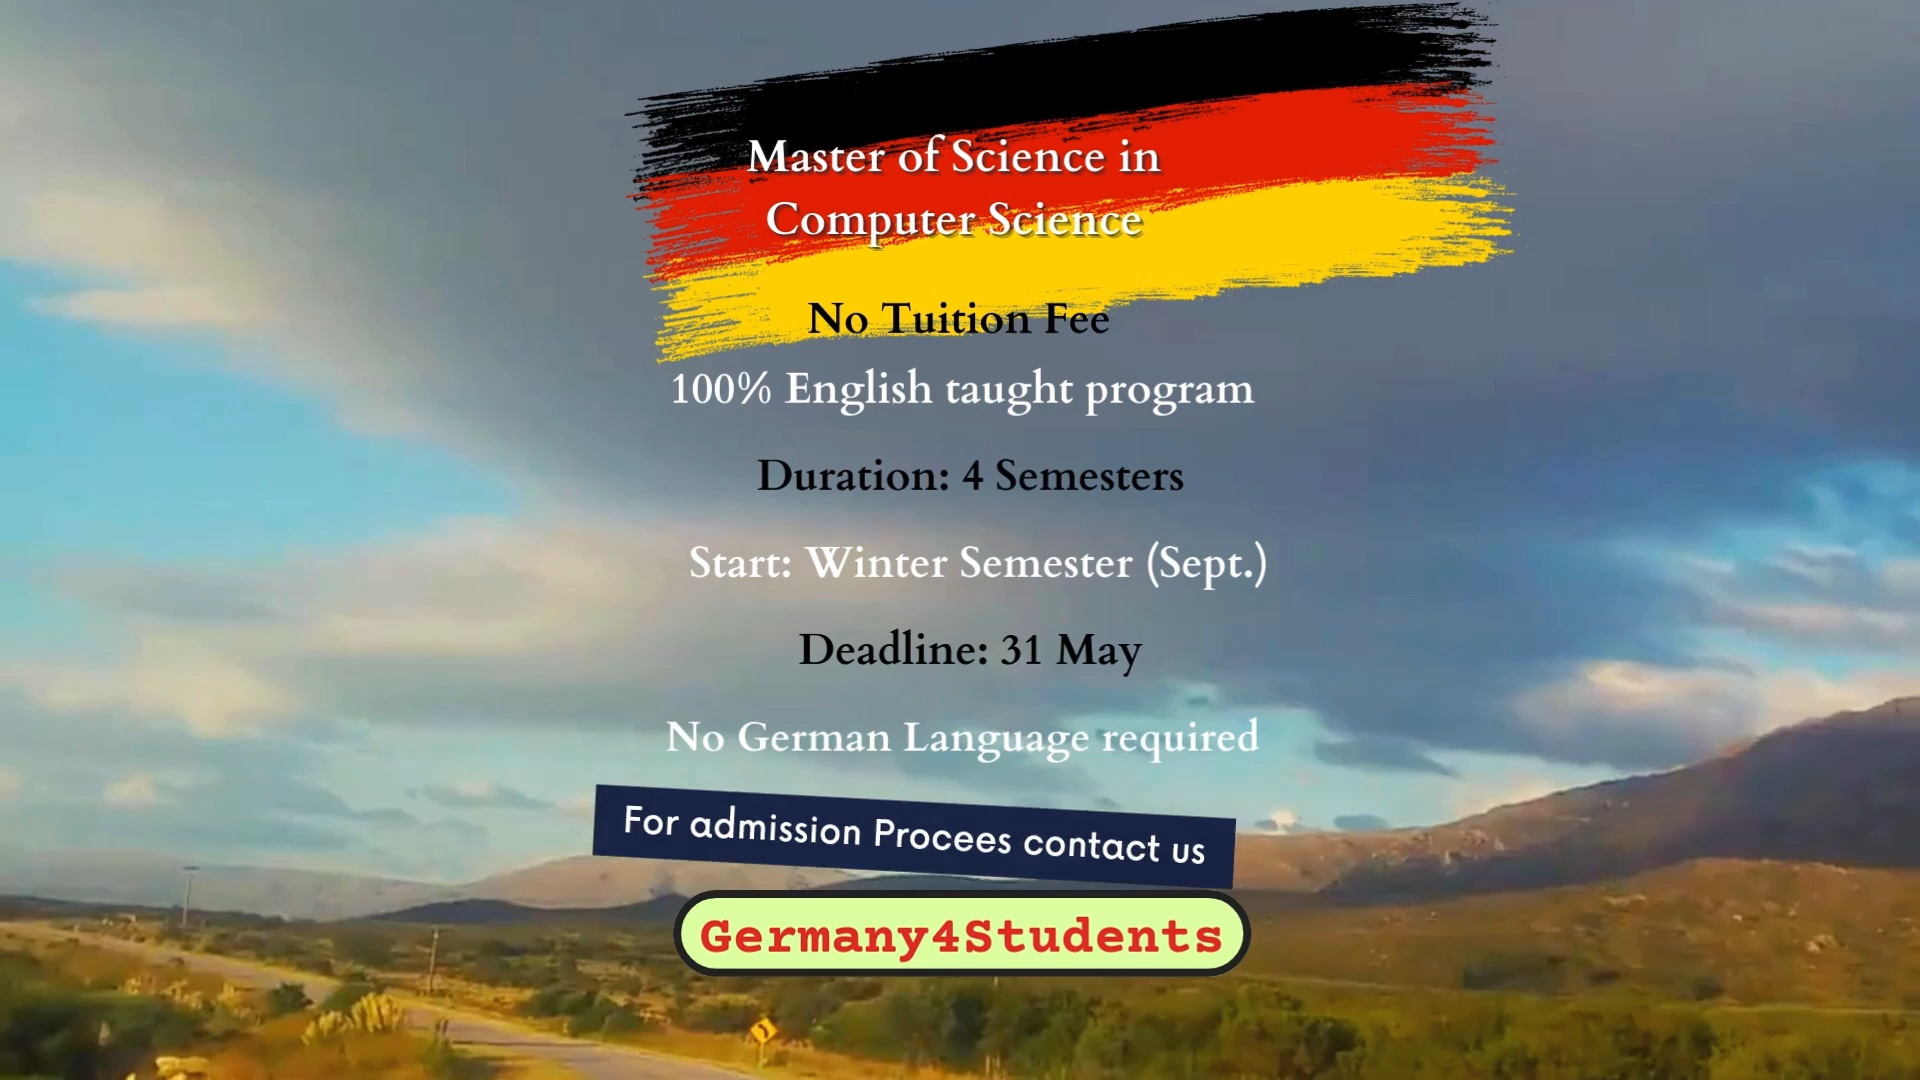 Master of Science in
Computer Science
No Tuition Fee
100% English taught program
Duration: 4 Semesters
Start: Winter Semester (Sept.)
Deadline: 31 May
No German Language required
For admission Procees contact us
Germany4Students